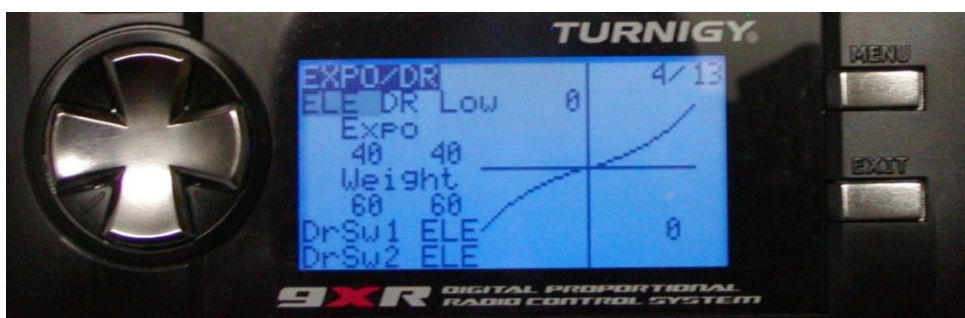 TURNIGY®
MENU
EXPO/DR 4/13
ELE DR Low 0
Expo
40 40
Weight
EXIT
60 60
DrSw1 ELE 0
DrSw2 ELE
9XR DIGITAL PROPORTIONAL
RADIO CONTROL SYSTEM